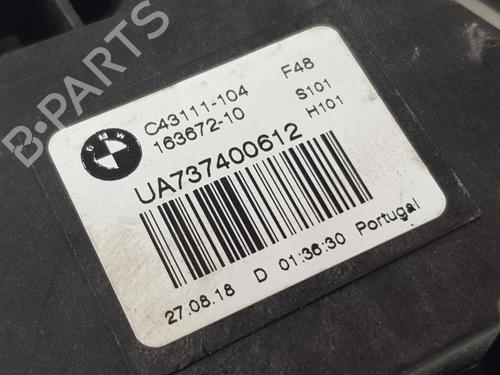 B-PARTS
BMW
C43111-104 F48
163672-10 S101
H101
UA737400612
27.08.18 D 01:36:30 Portugal